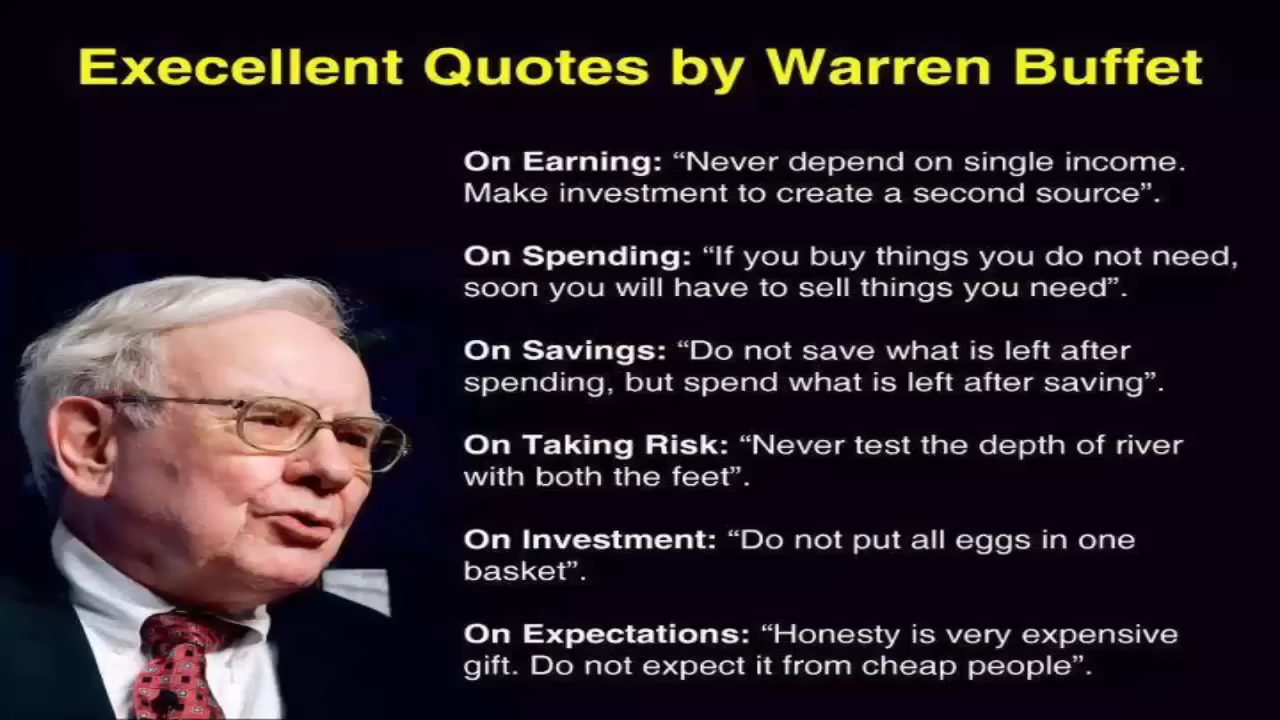 Execellent Quotes by Warren Buffet
On Earning: “Never depend on single income.
Make investment to create a second source”.
On Spending: “If you buy things you do not need,
soon you will have to sell things you need”.
On Savings: “Do not save what is left after
spending, but spend what is left after saving”.
On Taking Risk: “Never test the depth of river
with both the feet”.
On Investment: “Do not put all eggs in one
basket”.
On Expectations: “Honesty is very expensive
gift. Do not expect it from cheap people”.